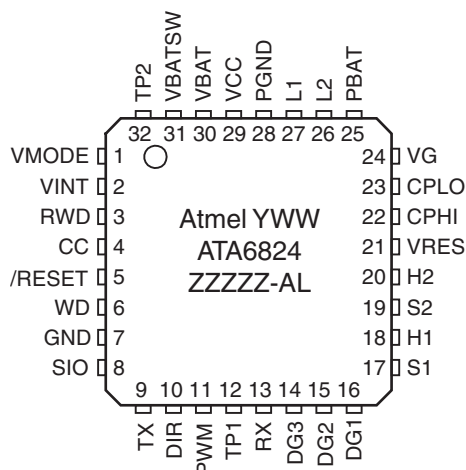 TP2
VBATSW
VBAT
VCC
PGND
L1
L2
PBAT
32 31 30 29 28 27 26 25
VMODE 1
VINT 2
RWD 3
CC 4
/RESET 5
WD 6
GND 7
SIO 8
Atmel YWW
ATA6824
ZZZZZ-AL
24 VG
23 CPLO
22 CPHI
21 VRES
20 H2
19 S2
18 H1
17 S1
9 10 11 12 13 14 15 16
TX
DIR
PWM
TP1
RX
DG3
DG2
DG1